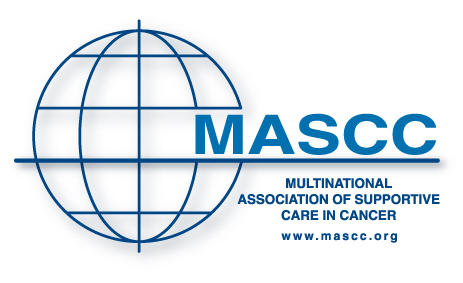 MASCC
MULTINATIONAL
ASSOCIATION OF SUPPORTIVE
CARE IN CANCER
www.mascc.org